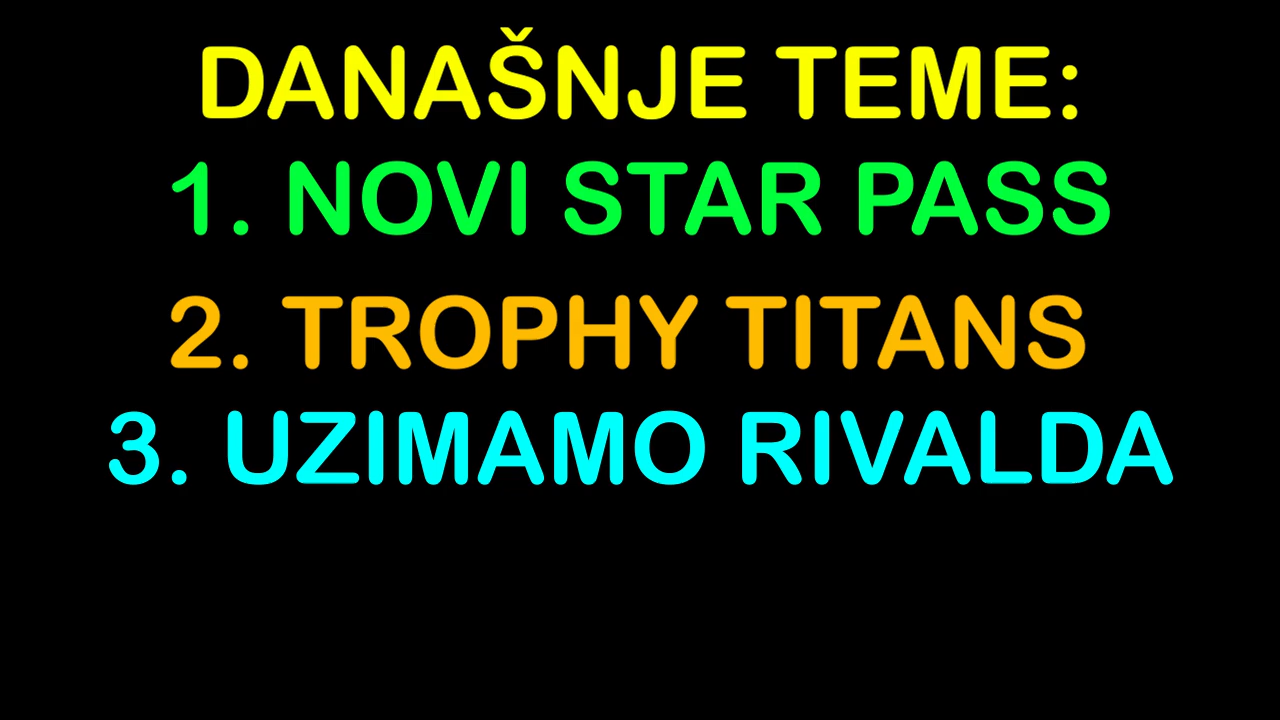 DANAŠNJE TEME:
1. NOVI STAR PASS
2. TROPHY TITANS
3. UZIMAMO RIVALDA